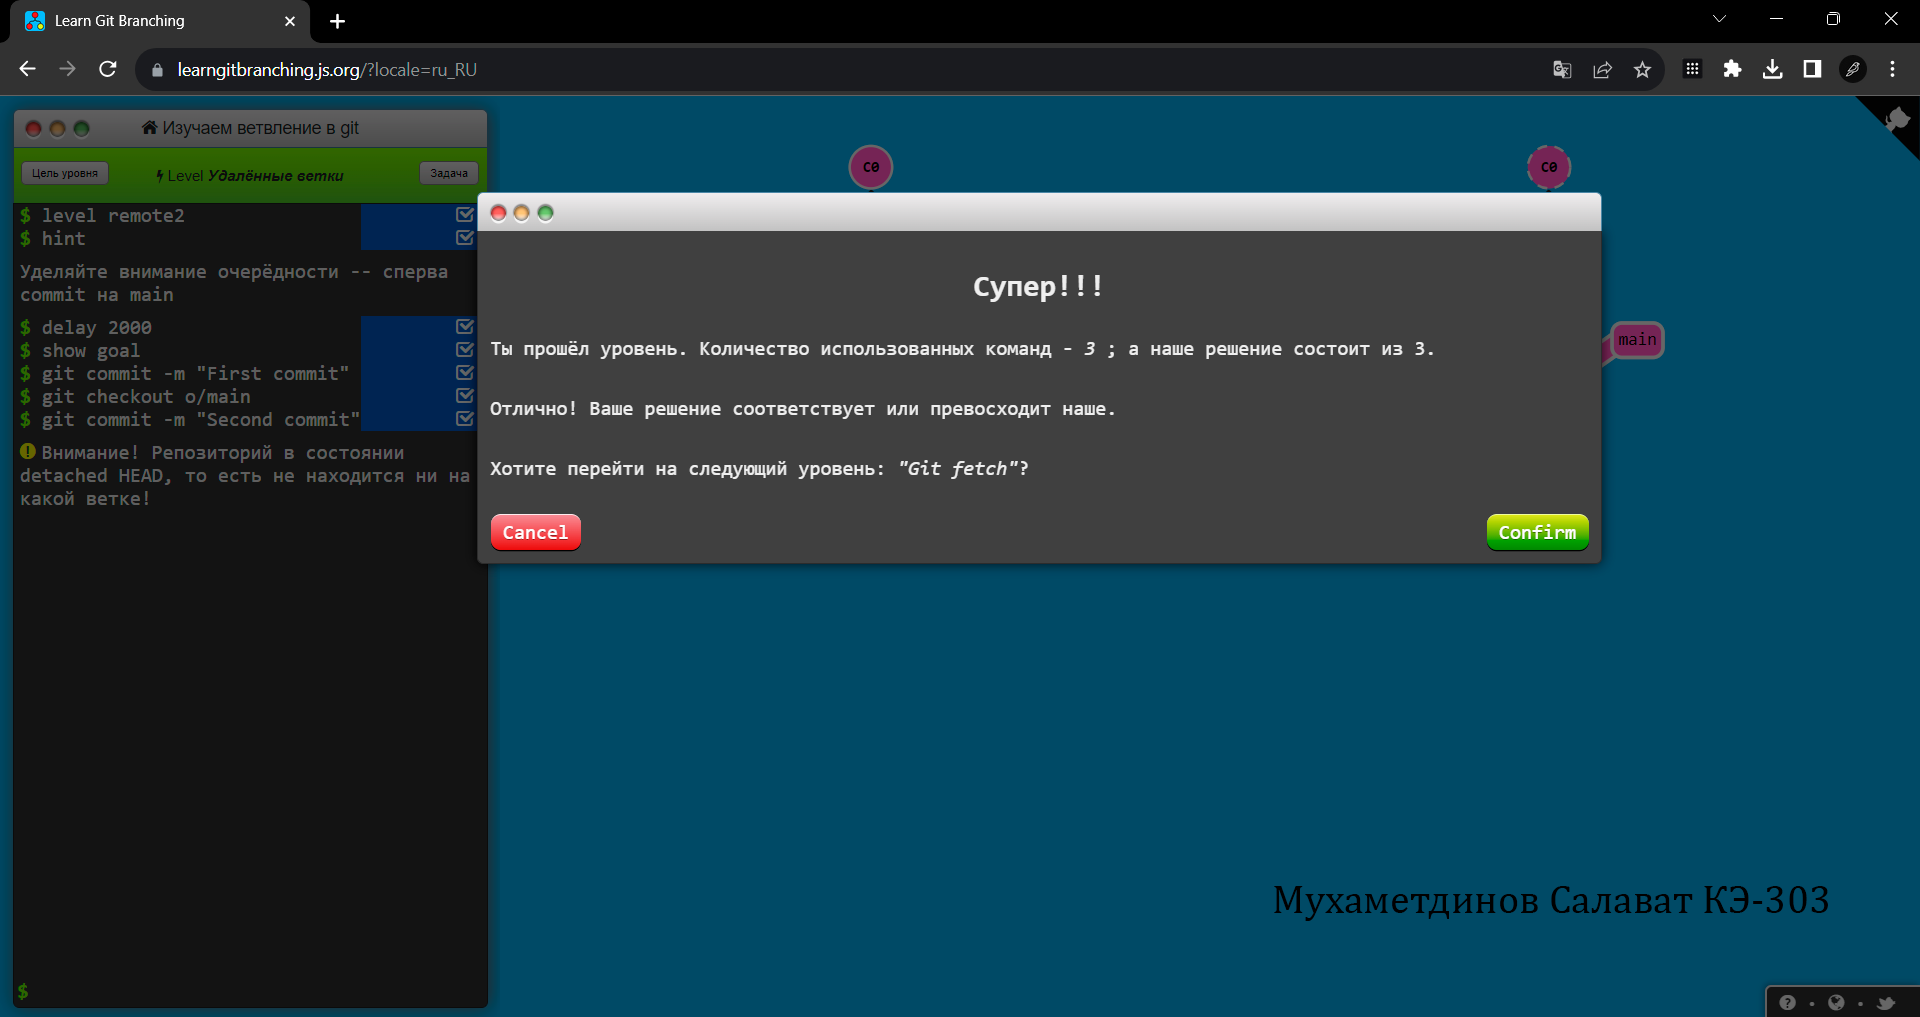 Learn Git Branching
learngitbranching.js.org/?locale=ru_RU
Изучаем ветвление в git
Цель уровня
Level Удалённые ветки
Задача
$ level remote2
$ hint
Уделяйте внимание очерёдности -- сперва
commit на main
$ delay 2000
$ show goal
$ git commit -m "First commit"
$ git checkout o/main
$ git commit -m "Second commit"
Внимание! Репозиторий в состоянии
detached HEAD, то есть не находится ни на
какой ветке!
$
C0
C0
main
Супер!!!
Ты прошёл уровень. Количество использованных команд - 3 ; а наше решение состоит из 3.
Отлично! Ваше решение соответствует или превосходит наше.
Хотите перейти на следующий уровень: "Git fetch"?
Cancel
Confirm
Мухаметдинов Салават КЭ-303